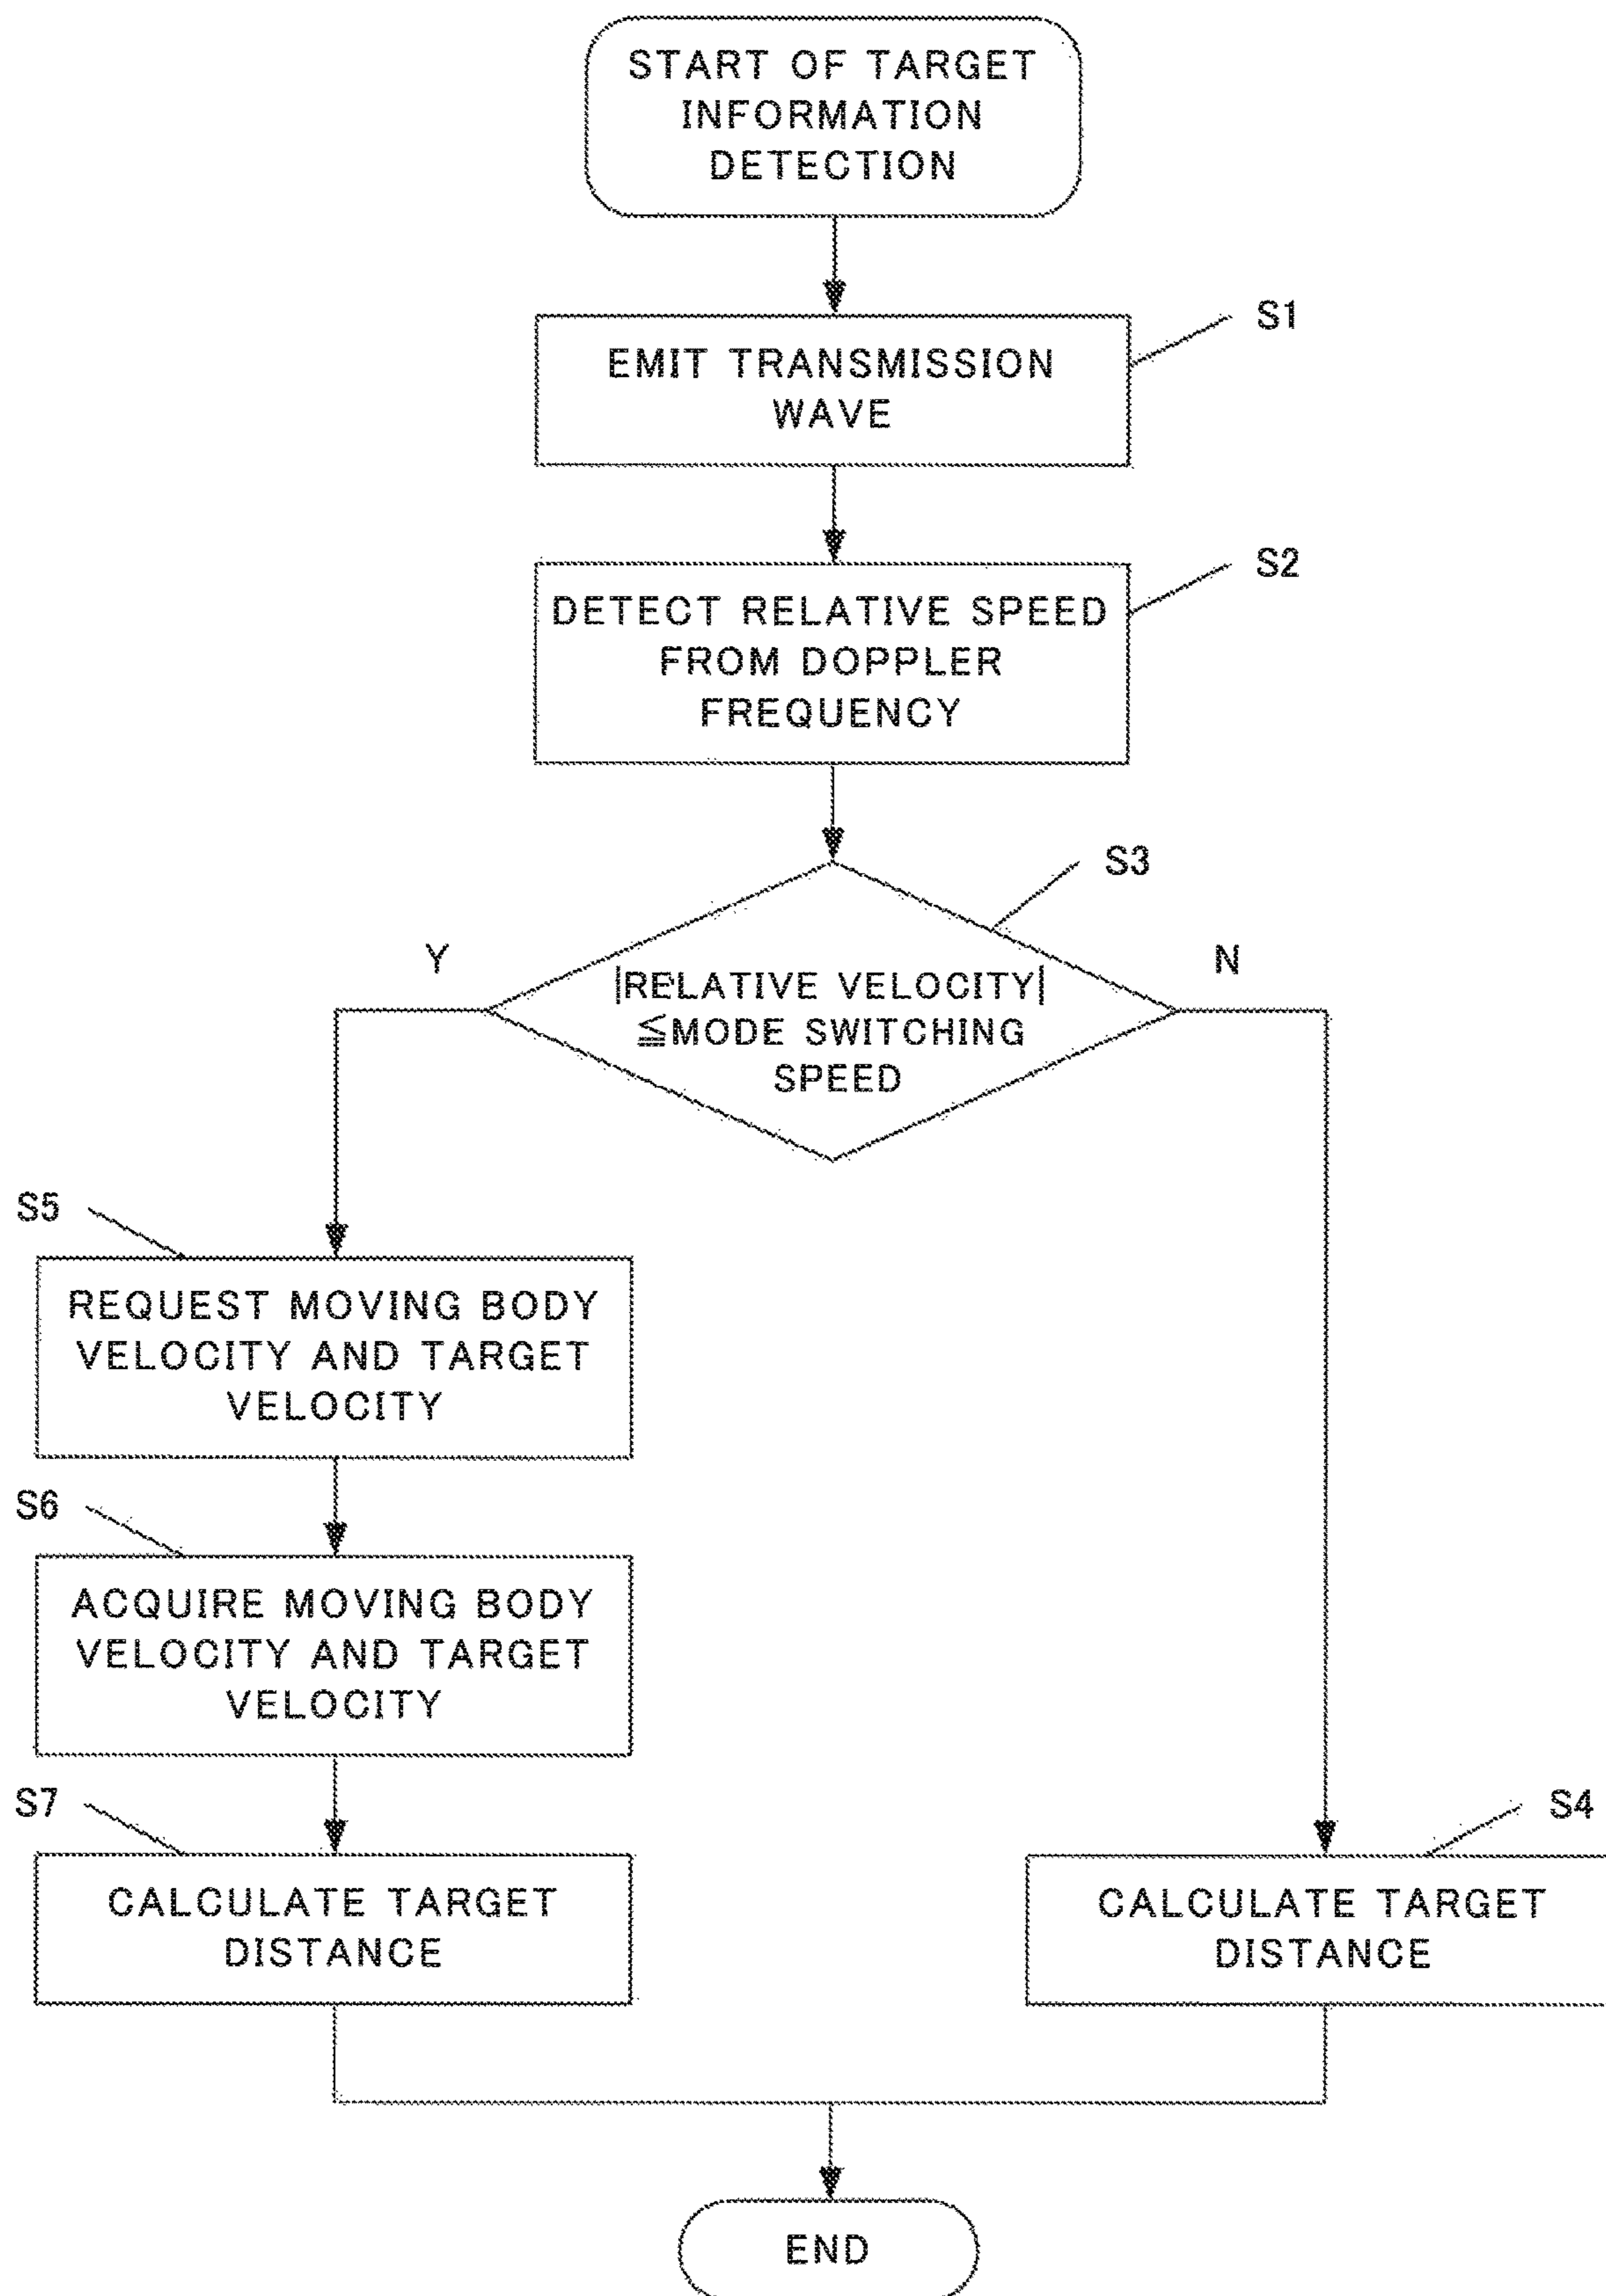 START OF TARGET
INFORMATION
DETECTION
S1
EMIT TRANSMISSION
WAVE
S2
DETECT RELATIVE SPEED
FROM DOPPLER
FREQUENCY
S3
Y
N
|RELATIVE VELOCITY|
≦MODE SWITCHING
SPEED
S5
REQUEST MOVING BODY
VELOCITY AND TARGET
VELOCITY
S6
ACQUIRE MOVING BODY
VELOCITY AND TARGET
VELOCITY
S7
CALCULATE TARGET
DISTANCE
S4
CALCULATE TARGET
DISTANCE
END